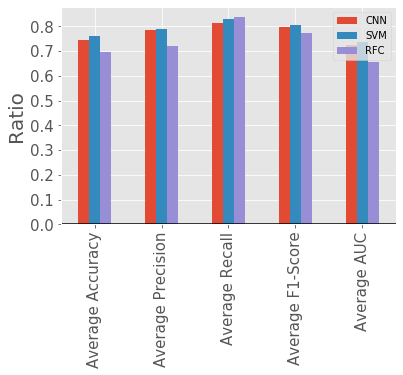 CNN
SVM
RFC
Ratio
0.8
0.7
0.6
0.5
0.4
0.3
0.2
0.1
0.0
Average Accuracy
Average Precision
Average Recall
Average F1-Score
Average AUC